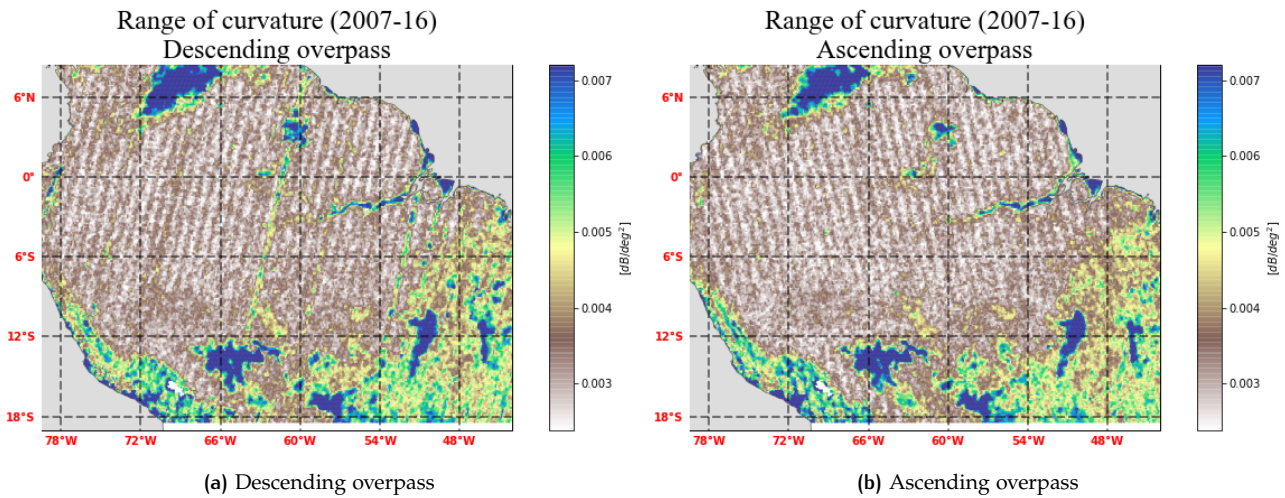 Range of curvature (2007-16)
Descending overpass
6°N
0°
6°S
12°S
18°S
78°W 72°W 66°W 60°W 54°W 48°W
0.007
0.006
0.005
0.004
0.003
[dB/deg²]
(a) Descending overpass
Range of curvature (2007-16)
Ascending overpass
6°N
0°
6°S
12°S
18°S
78°W 72°W 66°W 60°W 54°W 48°W
0.007
0.006
0.005
0.004
0.003
[dB/deg²]
(b) Ascending overpass